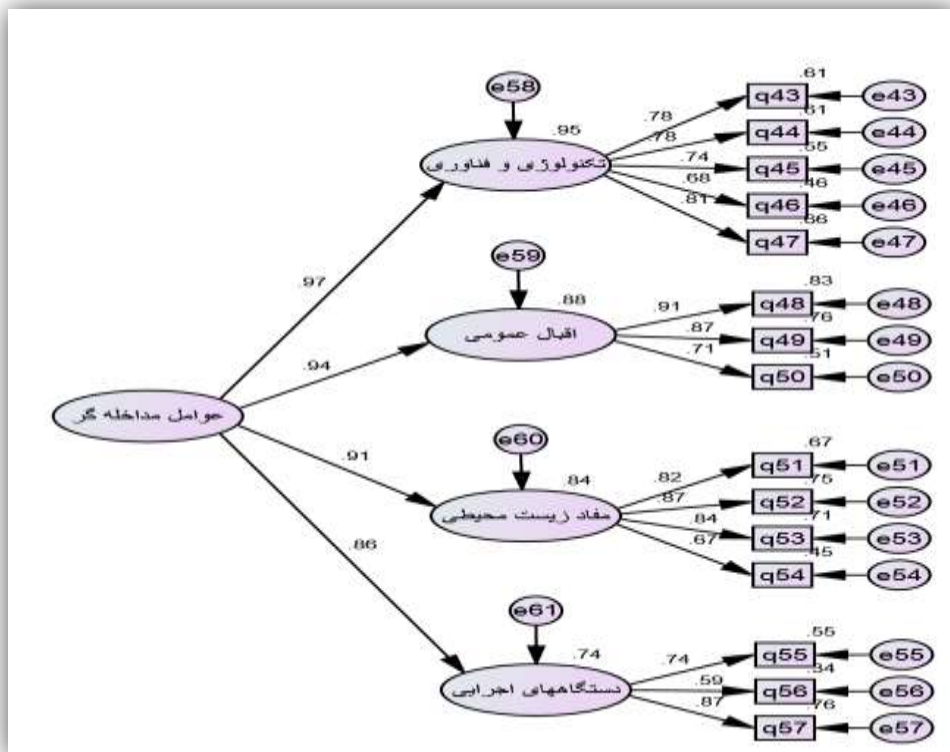 e58
.95
تکنولوژی و فناوری
.78
.78
.74
.68
.81
.61
q43
e43
.61
q44
e44
.55
q45
e45
.46
q46
e46
.66
q47
e47
.97
e59
.88
اقبال عمومی
.91
.87
.71
.83
q48
e48
.76
q49
e49
.51
q50
e50
.94
عوامل مداخله گر
.91
e60
.84
مفاد زیست محیطی
.82
.87
.84
.67
.67
q51
e51
.75
q52
e52
.71
q53
e53
.45
q54
e54
.86
e61
.74
دستگاههای اجرایی
.74
.59
.87
.55
q55
e55
.34
q56
e56
.76
q57
e57